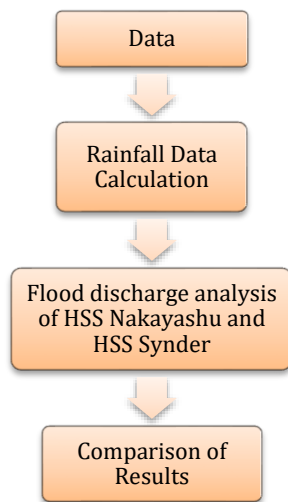 Data
Rainfall Data
Calculation
Flood discharge analysis
of HSS Nakayashu and
HSS Synder
Comparison of
Results